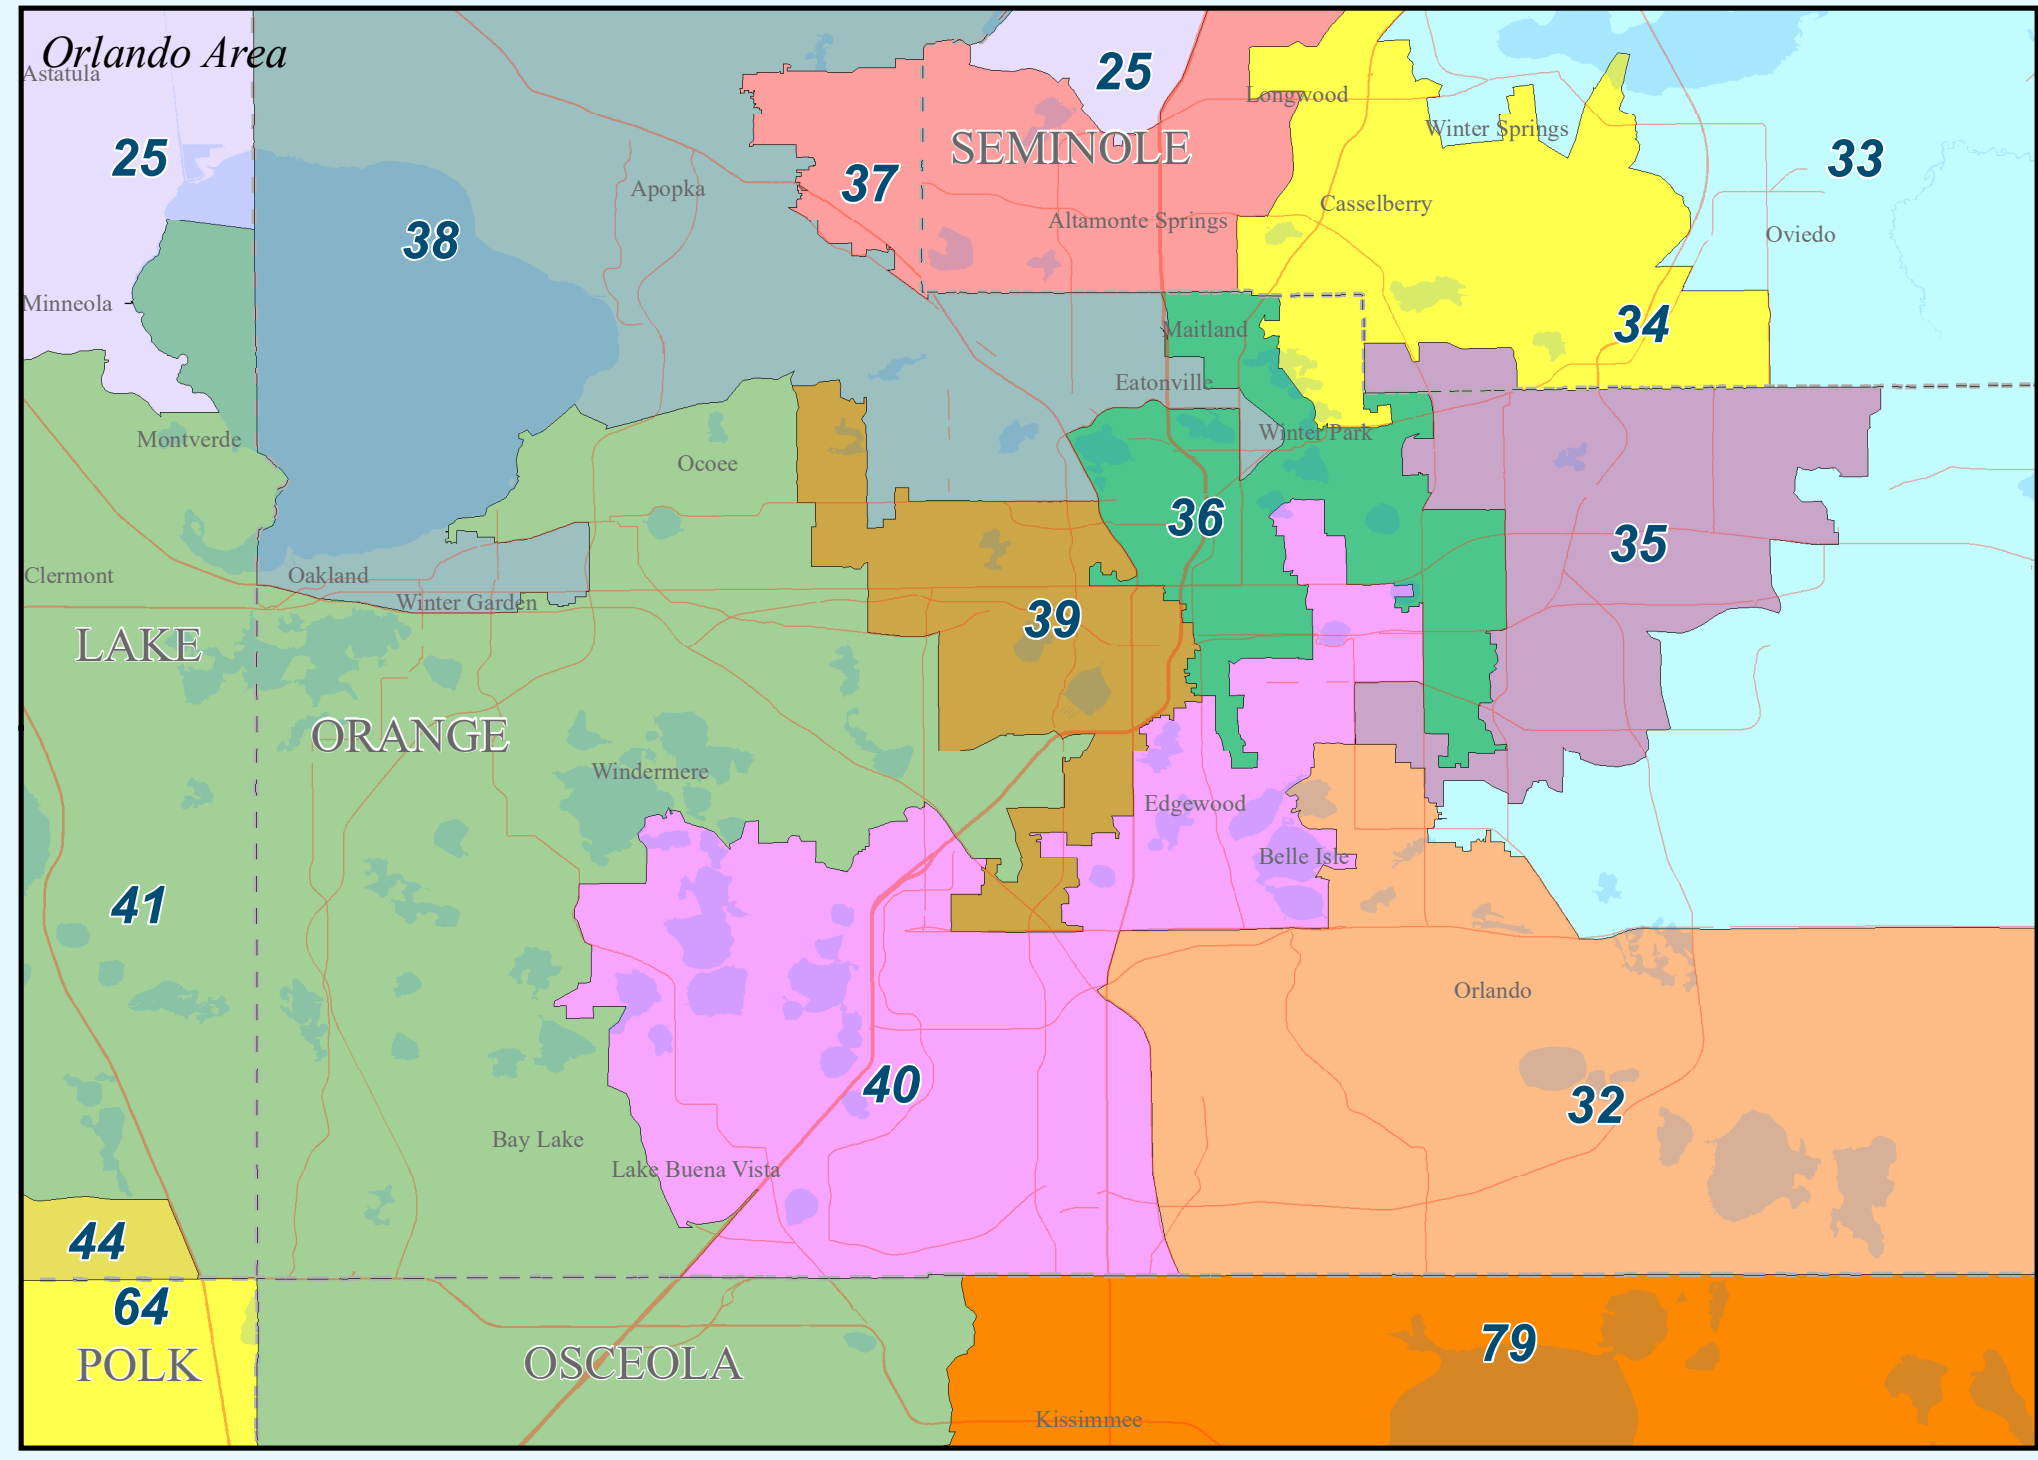 Orlando Area
Astatula
25
Longwood
Winter Springs
SEMINOLE
25
33
37
Apopka
Casselberry
Altamonte Springs
38
Oviedo
Minneola
34
Maitland
Eatonville
Winter Park
Montverde
Ocoee
36
35
Clermont
Oakland
Winter Garden
39
LAKE
ORANGE
Windermere
Edgewood
Belle Isle
41
Orlando
40
32
Bay Lake
Lake Buena Vista
44
64
POLK
OSCEOLA
79
Kissimmee